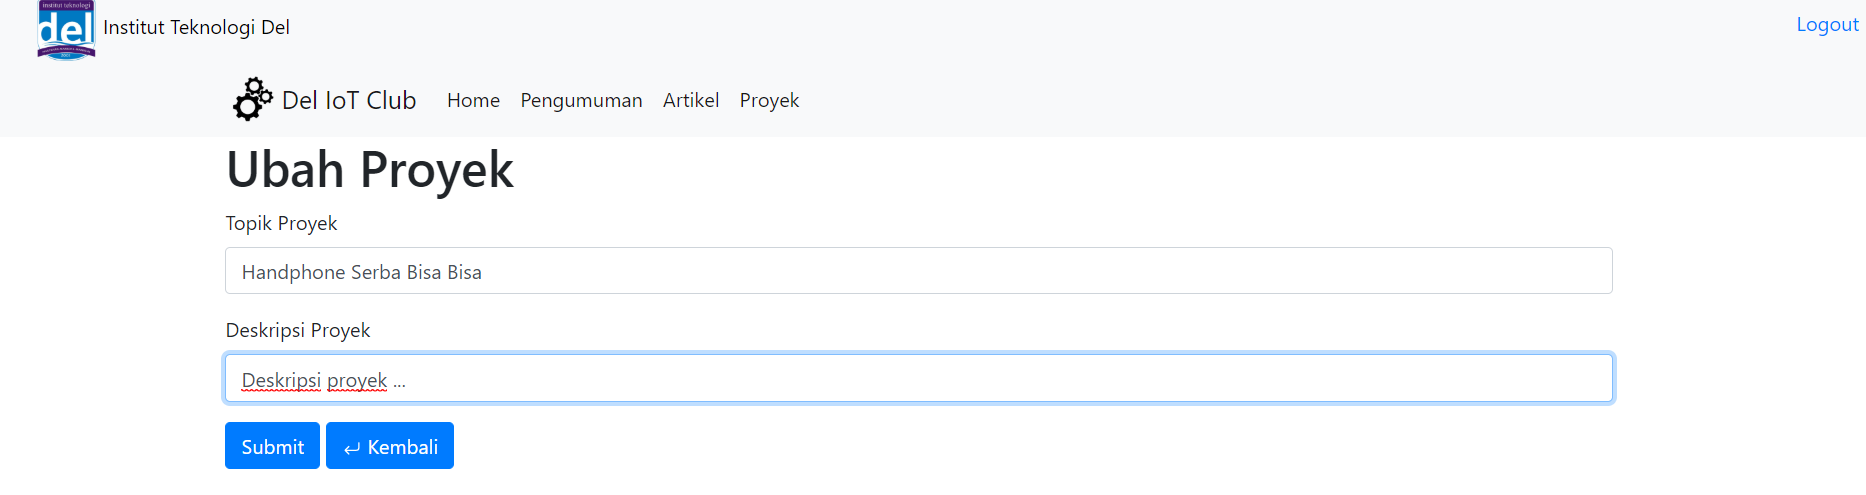 institut teknologi
del
Institut Teknologi Del
Logout
Del IoT Club
Home Pengumuman Artikel Proyek
Ubah Proyek
Topik Proyek
Handphone Serba Bisa Bisa
Deskripsi Proyek
Deskripsi proyek ...
Submit
Kembali